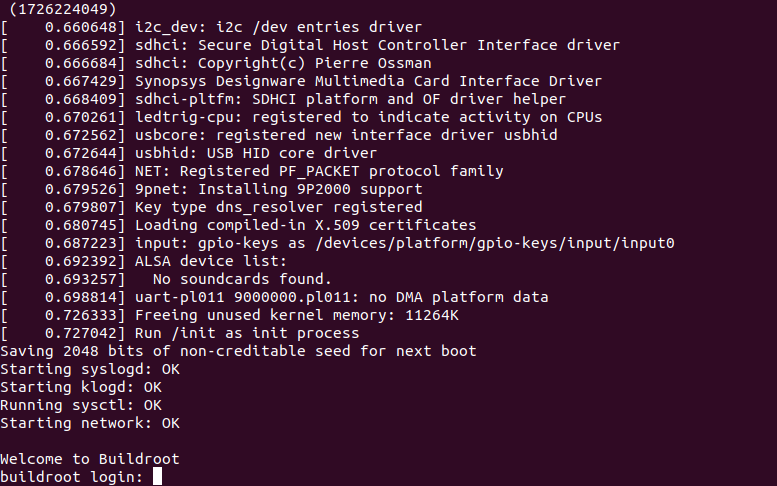 (1726224049)
[    0.660648] i2c_dev: i2c /dev entries driver
[    0.666592] sdhci: Secure Digital Host Controller Interface driver
[    0.666684] sdhci: Copyright(c) Pierre Ossman
[    0.667429] Synopsys Designware Multimedia Card Interface Driver
[    0.668409] sdhci-pltfm: SDHCI platform and OF driver helper
[    0.670261] ledtrig-cpu: registered to indicate activity on CPUs
[    0.672562] usbcore: registered new interface driver usbhid
[    0.672644] usbhid: USB HID core driver
[    0.678646] NET: Registered PF_PACKET protocol family
[    0.679526] 9pnet: Installing 9P2000 support
[    0.679807] Key type dns_resolver registered
[    0.680745] Loading compiled-in X.509 certificates
[    0.687223] input: gpio-keys as /devices/platform/gpio-keys/input/input0
[    0.692392] ALSA device list:
[    0.693257]   No soundcards found.
[    0.698814] uart-pl011 9000000.pl011: no DMA platform data
[    0.726333] Freeing unused kernel memory: 11264K
[    0.727042] Run /init as init process
Saving 2048 bits of non-creditable seed for next boot
Starting syslogd: OK
Starting klogd: OK
Running sysctl: OK
Starting network: OK
Welcome to Buildroot
buildroot login: